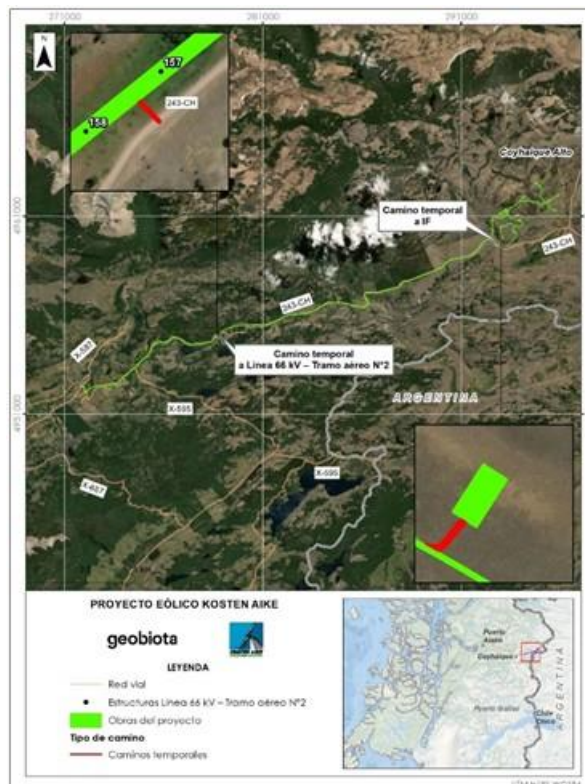 271000
281000
291000
N
157
158
243-CH
Coyhaique Alto
4961000
Camino temporal
a IF
243-CH
243-CH
X-587
Camino temporal
a Línea 66 kV – Tramo aéreo N°2
4951000
ARGENTINA
X-595
X-595
X-607
PROYECTO EÓLICO KOSTEN AIKE
geobiota
LEYENDA
Red vial
Estructuras Línea 66 kV – Tramo aéreo N°2
Obras del proyecto
Tipo de camino
Caminos temporales
Puerto
Aysén
Coyhaique
ARGENTINA
Puerto Ibáñez
Chile
Chico